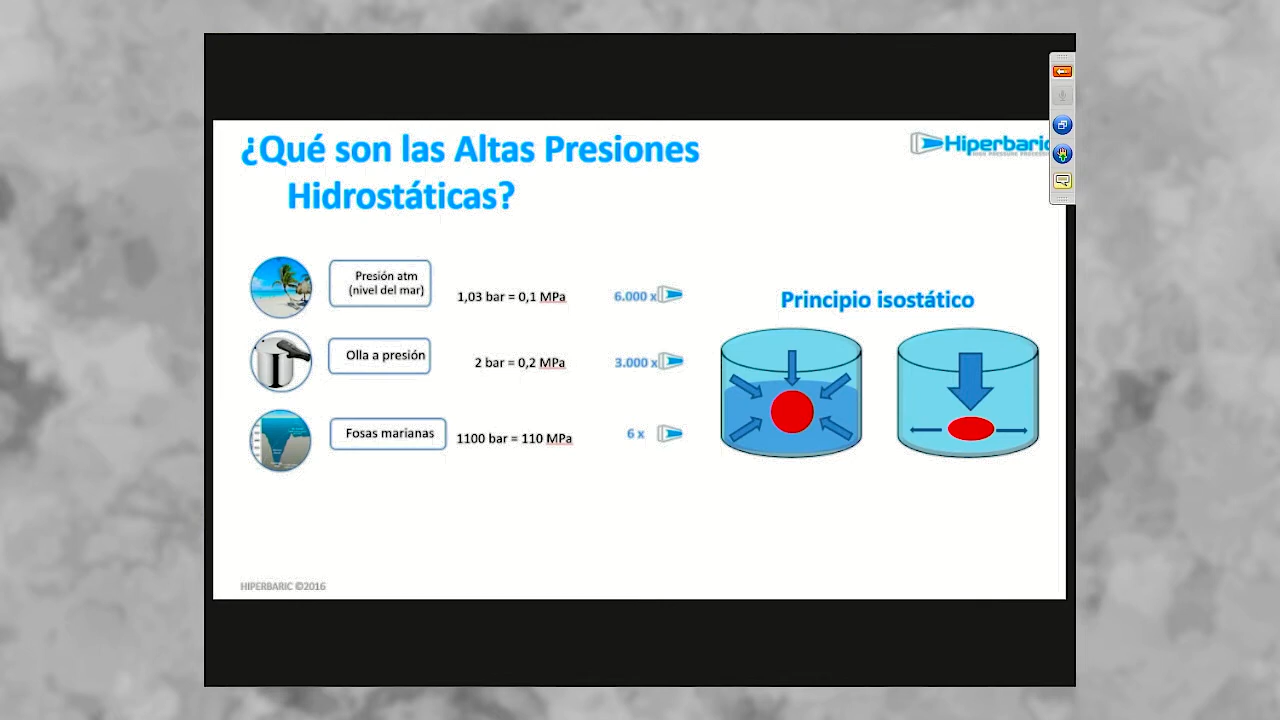 ¿Qué son las Altas Presiones
Hidrostáticas?
Hiperbaric
Presión atm
(nivel del mar)
1,03 bar = 0,1 MPa
6.000 x
Principio isostático
Olla a presión
2 bar = 0,2 MPa
3.000 x
Fosas marianas
1100 bar = 110 MPa
6 x
HIPERBARIC ©2016